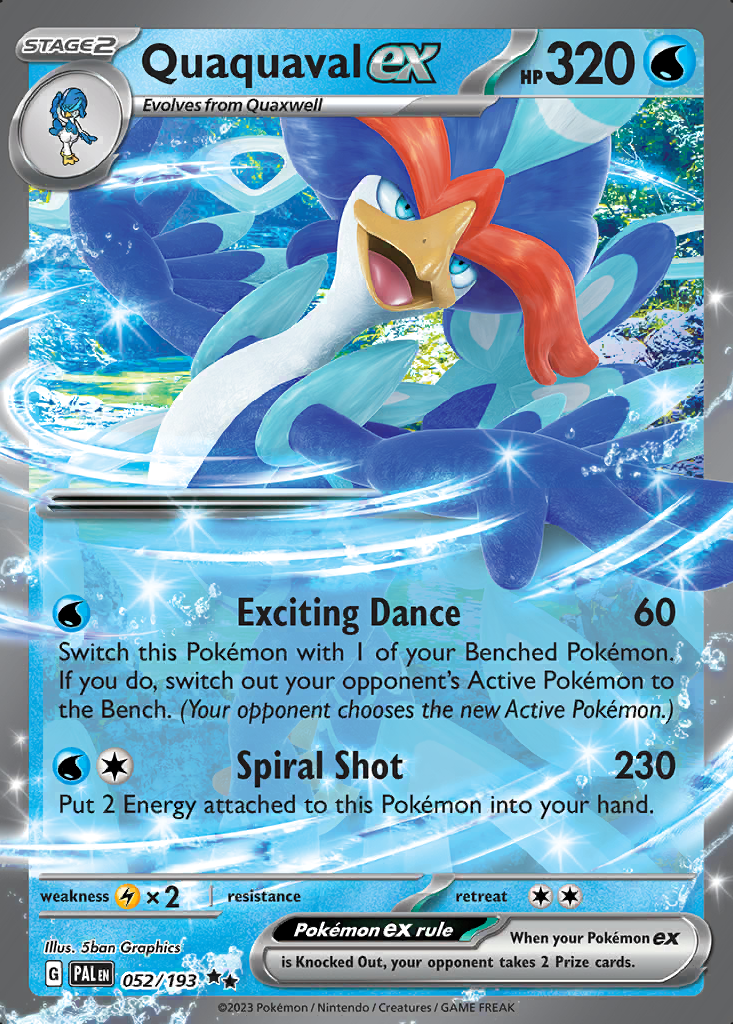 STAGE2
Quaquaval ex
HP 320
Evolves from Quaxwell
Exciting Dance 60
Switch this Pokémon with 1 of your Benched Pokémon.
If you do, switch out your opponent's Active Pokémon to
the Bench. (Your opponent chooses the new Active Pokémon.)
Spiral Shot 230
Put 2 Energy attached to this Pokémon into your hand.
weakness ×2 resistance retreat
Pokémon ex rule
When your Pokémon ex
is Knocked Out, your opponent takes 2 Prize cards.
Illus. 5ban Graphics
G PAL EN 052/193
©2023 Pokémon / Nintendo / Creatures / GAME FREAK